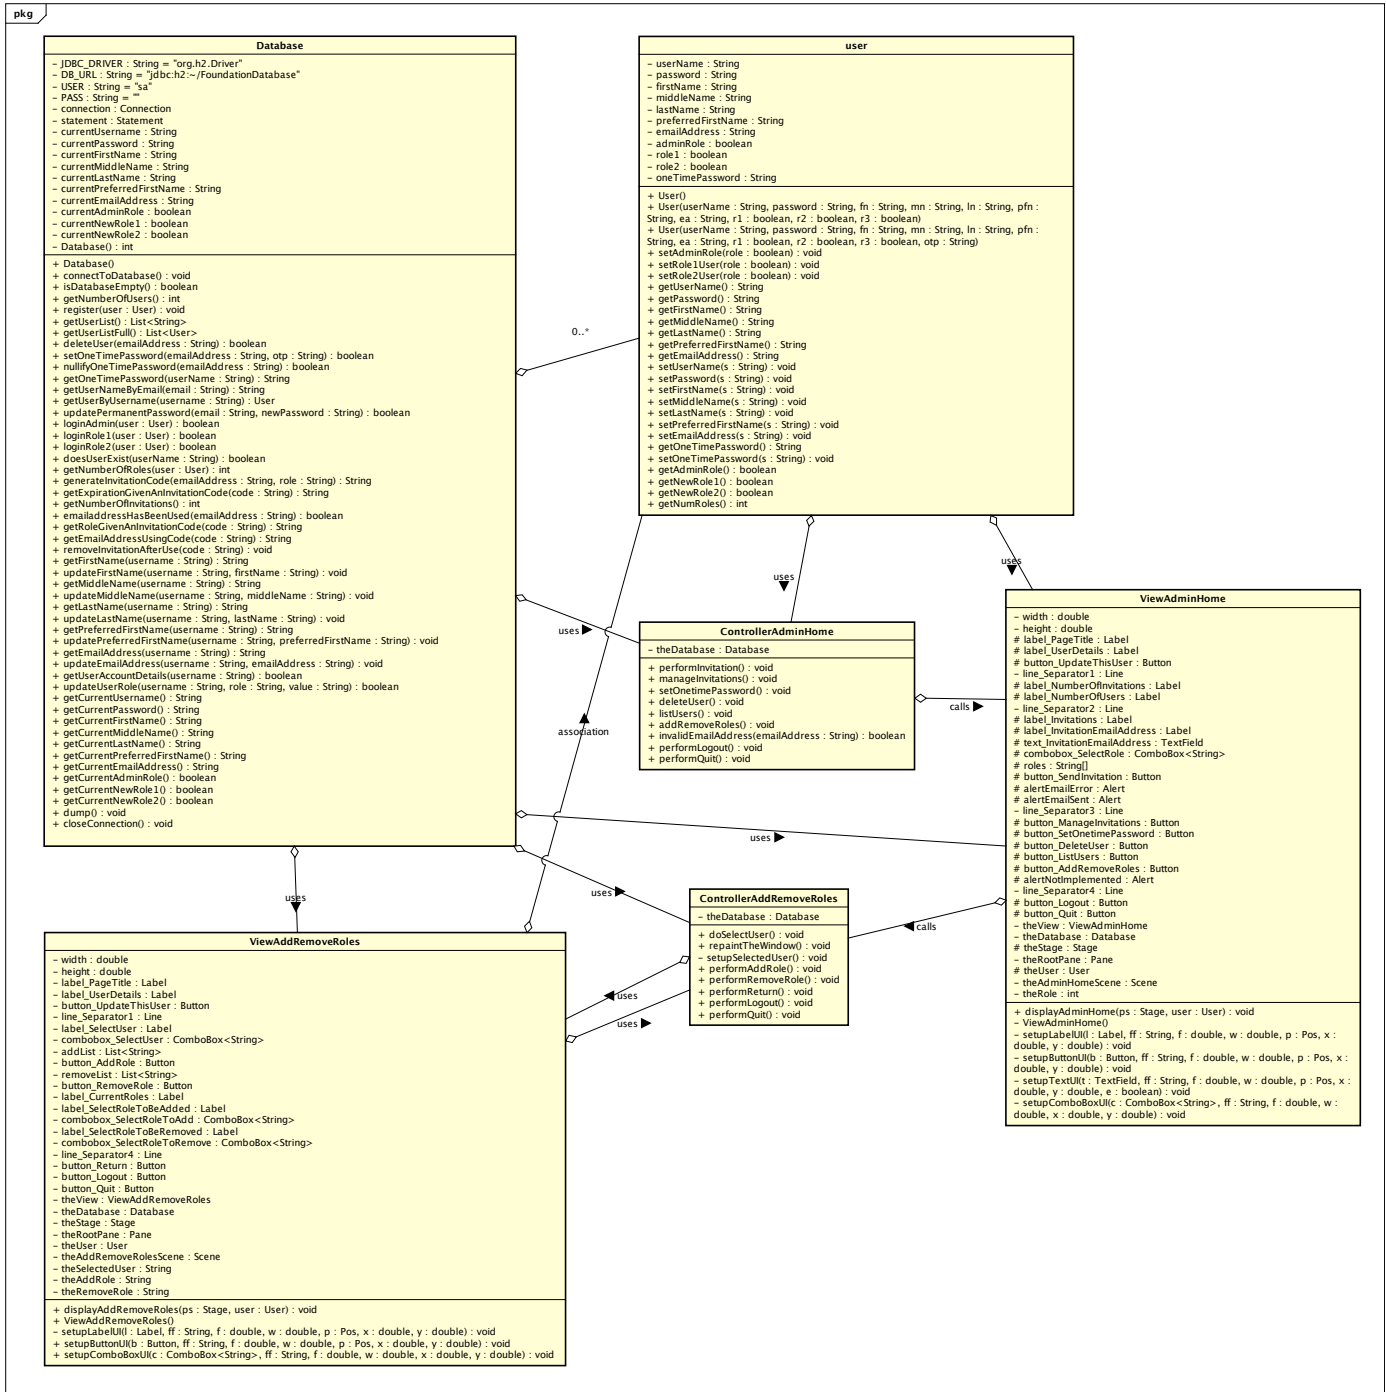 pkg
Database
– JDBC_DRIVER : String = "org.h2.Driver"
– DB_URL : String = "jdbc:h2:~/FoundationDatabase"
– USER : String = "sa"
– PASS : String = ""
– connection : Connection
– statement : Statement
– currentUsername : String
– currentPassword : String
– currentFirstName : String
– currentMiddleName : String
– currentLastName : String
– currentPreferredFirstName : String
– currentEmailAddress : String
– currentAdminRole : boolean
– currentNewRole1 : boolean
– currentNewRole2 : boolean
– Database() : int
+ Database()
+ connectToDatabase() : void
+ isDatabaseEmpty() : boolean
+ getNumberOfUsers() : int
+ register(user : User) : void
+ getUserList() : List<String>
+ getUserListFull() : List<User>
+ deleteUser(emailAddress : String) : boolean
+ setOneTimePassword(emailAddress : String, otp : String) : boolean
+ nullifyOneTimePassword(emailAddress : String) : boolean
+ getOneTimePassword(userName : String) : String
+ getUserNameByEmail(email : String) : String
+ getUserByUsername(username : String) : User
+ updatePermanentPassword(email : String, newPassword : String) : boolean
+ loginAdmin(user : User) : boolean
+ loginRole1(user : User) : boolean
+ loginRole2(user : User) : boolean
+ doesUserExist(userName : String) : boolean
+ getNumberOfRoles(user : User) : int
+ generateInvitationCode(emailAddress : String, role : String) : String
+ getExpirationGivenAnInvitationCode(code : String) : String
+ getNumberOfInvitations() : int
+ emailaddressHasBeenUsed(emailAddress : String) : boolean
+ getRoleGivenAnInvitationCode(code : String) : String
+ getEmailAddressUsingCode(code : String) : String
+ removeInvitationAfterUse(code : String) : void
+ getFirstName(username : String) : String
+ updateFirstName(username : String, firstName : String) : void
+ getMiddleName(username : String) : String
+ updateMiddleName(username : String, middleName : String) : void
+ getLastName(username : String) : String
+ updateLastName(username : String, lastName : String) : void
+ getPreferredFirstName(username : String) : String
+ updatePreferredFirstName(username : String, preferredFirstName : String) : void
+ getEmailAddress(username : String) : String
+ updateEmailAddress(username : String, emailAddress : String) : void
+ getUserAccountDetails(username : String) : boolean
+ updateUserRole(username : String, role : String, value : String) : boolean
+ getCurrentUsername() : String
+ getCurrentPassword() : String
+ getCurrentFirstName() : String
+ getCurrentMiddleName() : String
+ getCurrentLastName() : String
+ getCurrentPreferredFirstName() : String
+ getCurrentEmailAddress() : String
+ getCurrentAdminRole() : boolean
+ getCurrentNewRole1() : boolean
+ getCurrentNewRole2() : boolean
+ dump() : void
+ closeConnection() : void
user
– userName : String
– password : String
– firstName : String
– middleName : String
– lastName : String
– preferredFirstName : String
– emailAddress : String
– adminRole : boolean
– role1 : boolean
– role2 : boolean
– oneTimePassword : String
+ User()
+ User(userName : String, password : String, fn : String, mn : String, ln : String, pfn :
String, ea : String, r1 : boolean, r2 : boolean, r3 : boolean)
+ User(userName : String, password : String, fn : String, mn : String, ln : String, pfn :
String, ea : String, r1 : boolean, r2 : boolean, r3 : boolean, otp : String)
+ setAdminRole(role : boolean) : void
+ setRole1User(role : boolean) : void
+ setRole2User(role : boolean) : void
+ getUserName() : String
+ getPassword() : String
+ getFirstName() : String
+ getMiddleName() : String
+ getLastName() : String
+ getPreferredFirstName() : String
+ getEmailAddress() : String
+ setUserName(s : String) : void
+ setPassword(s : String) : void
+ setFirstName(s : String) : void
+ setMiddleName(s : String) : void
+ setLastName(s : String) : void
+ setPreferredFirstName(s : String) : void
+ setEmailAddress(s : String) : void
+ getOneTimePassword() : String
+ setOneTimePassword(s : String) : void
+ getAdminRole() : boolean
+ getNewRole1() : boolean
+ getNewRole2() : boolean
+ getNumRoles() : int
0..*
uses
uses
uses
ControllerAdminHome
– theDatabase : Database
+ performInvitation() : void
+ manageInvitations() : void
+ setOnetimePassword() : void
+ deleteUser() : void
+ listUsers() : void
+ addRemoveRoles() : void
+ invalidEmailAddress(emailAddress : String) : boolean
+ performLogout() : void
+ performQuit() : void
calls
association
uses
uses
uses
ViewAdminHome
– width : double
– height : double
# label_PageTitle : Label
# label_UserDetails : Label
# button_UpdateThisUser : Button
– line_Separator1 : Line
# label_NumberOfInvitations : Label
# label_NumberOfUsers : Label
– line_Separator2 : Line
# label_Invitations : Label
# label_InvitationEmailAddress : Label
# text_InvitationEmailAddress : TextField
# combobox_SelectRole : ComboBox<String>
# roles : String[]
# button_SendInvitation : Button
# alertEmailError : Alert
# alertEmailSent : Alert
– line_Separator3 : Line
# button_ManageInvitations : Button
# button_SetOnetimePassword : Button
# button_DeleteUser : Button
# button_ListUsers : Button
# button_AddRemoveRoles : Button
# alertNotImplemented : Alert
– line_Separator4 : Line
# button_Logout : Button
# button_Quit : Button
– theView : ViewAdminHome
– theDatabase : Database
# theStage : Stage
– theRootPane : Pane
# theUser : User
– theAdminHomeScene : Scene
– theRole : int
+ displayAdminHome(ps : Stage, user : User) : void
– ViewAdminHome()
– setupLabelUI(l : Label, ff : String, f : double, w : double, p : Pos, x :
double, y : double) : void
– setupButtonUI(b : Button, ff : String, f : double, w : double, p : Pos, x :
double, y : double) : void
– setupTextUI(t : TextField, ff : String, f : double, w : double, p : Pos, x :
double, y : double, e : boolean) : void
– setupComboBoxUI(c : ComboBox<String>, ff : String, f : double, w :
double, x : double, y : double) : void
ControllerAddRemoveRoles
– theDatabase : Database
+ doSelectUser() : void
+ repaintTheWindow() : void
– setupSelectedUser() : void
+ performAddRole() : void
+ performRemoveRole() : void
+ performReturn() : void
+ performLogout() : void
+ performQuit() : void
calls
uses
uses
ViewAddRemoveRoles
– width : double
– height : double
– label_PageTitle : Label
– label_UserDetails : Label
– button_UpdateThisUser : Button
– line_Separator1 : Line
– label_SelectUser : Label
– combobox_SelectUser : ComboBox<String>
– addList : List<String>
– button_AddRole : Button
– removeList : List<String>
– button_RemoveRole : Button
– label_CurrentRoles : Label
– label_SelectRoleToBeAdded : Label
– combobox_SelectRoleToAdd : ComboBox<String>
– label_SelectRoleToBeRemoved : Label
– combobox_SelectRoleToRemove : ComboBox<String>
– line_Separator4 : Line
– button_Return : Button
– button_Logout : Button
– button_Quit : Button
– theView : ViewAddRemoveRoles
– theDatabase : Database
– theStage : Stage
– theRootPane : Pane
– theUser : User
– theAddRemoveRolesScene : Scene
– theSelectedUser : String
– theAddRole : String
– theRemoveRole : String
+ displayAddRemoveRoles(ps : Stage, user : User) : void
+ ViewAddRemoveRoles()
– setupLabelUI(l : Label, ff : String, f : double, w : double, p : Pos, x : double, y : double) : void
+ setupButtonUI(b : Button, ff : String, f : double, w : double, p : Pos, x : double, y : double) : void
+ setupComboBoxUI(c : ComboBox<String>, ff : String, f : double, w : double, x : double, y : double) : void